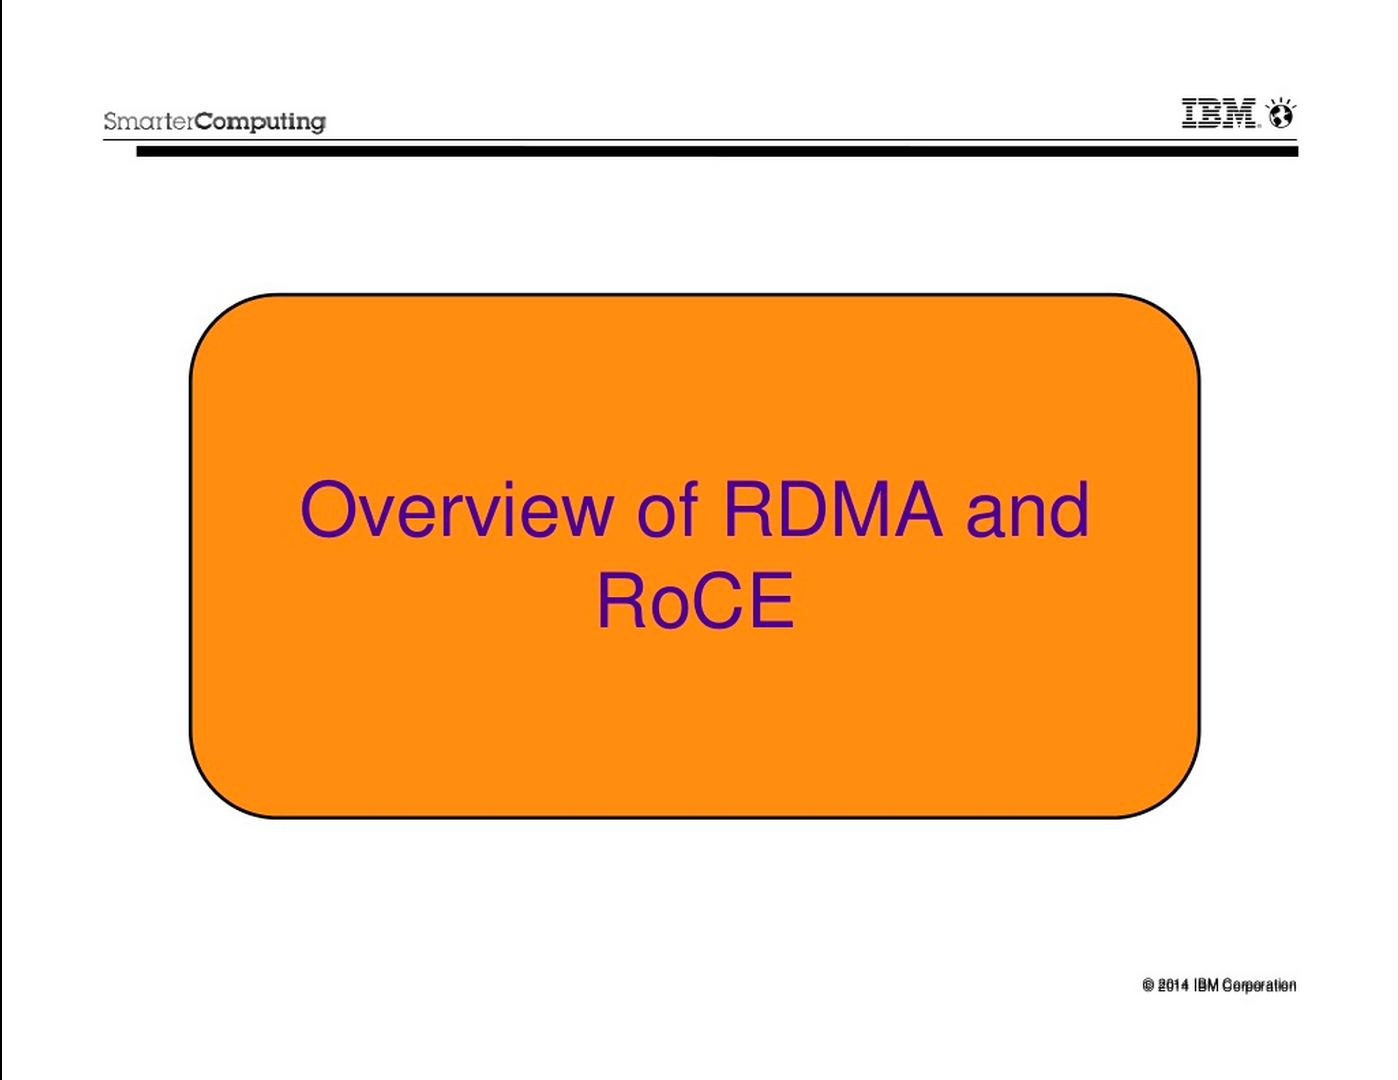 SmarterComputing
IBM
Overview of RDMA and
RoCE
© 2014 IBM Corporation